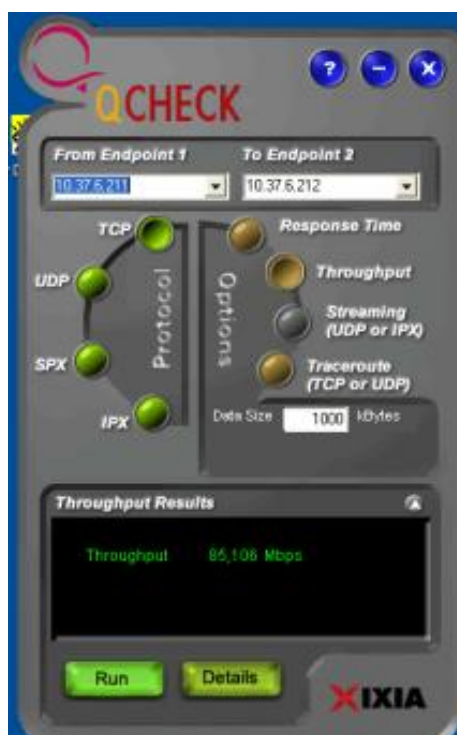 QCHECK
From Endpoint 1 To Endpoint 2
10.37.6.211 10.37.6.212
TCP
UDP
SPX
IPX
Protocol
Options
Response Time
Throughput
Streaming
(UDP or IPX)
Traceroute
(TCP or UDP)
Data Size 1000 kBytes
Throughput Results
Throughput 85,106 Mbps
Run Details
XIXIA